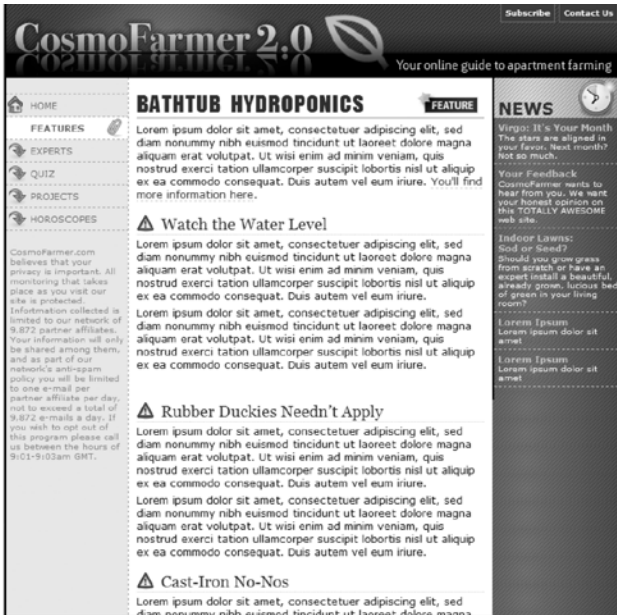 Subscribe Contact Us
CosmoFarmer 2.0
Your online guide to apartment farming
HOME
FEATURES
EXPERTS
QUIZ
PROJECTS
HOROSCOPES
CosmoFarmer.com
believes that your
privacy is important. All
monitoring that takes
place as you visit our
site is protected.
Information collected is
limited to our network of
9.872 partner affiliates.
Your information will only
be shared among them,
and as part of our
network's anti-spam
policy you will be limited
to one e-mail per
partner affiliate per day,
not to exceed a total of
9.872 e-mails a day. If
you wish to opt out of
this program please call
us between the hours of
9:01-9:03am GMT.
BATHTUB HYDROPONICS
FEATURE
Lorem ipsum dolor sit amet, consectetuer adipiscing elit, sed
diam nonummy nibh euismod tincidunt ut laoreet dolore magna
aliquam erat volutpat. Ut wisi enim ad minim veniam, quis
nostrud exerci tation ullamcorper suscipit lobortis nisl ut aliquip
ex ea commodo consequat. Duis autem vel eum iriure. You'll find
more information here.
Watch the Water Level
Lorem ipsum dolor sit amet, consectetuer adipiscing elit, sed
diam nonummy nibh euismod tincidunt ut laoreet dolore magna
aliquam erat volutpat. Ut wisi enim ad minim veniam, quis
nostrud exerci tation ullamcorper suscipit lobortis nisl ut aliquip
ex ea commodo consequat. Duis autem vel eum iriure.
Lorem ipsum dolor sit amet, consectetuer adipiscing elit, sed
diam nonummy nibh euismod tincidunt ut laoreet dolore magna
aliquam erat volutpat. Ut wisi enim ad minim veniam, quis
nostrud exerci tation ullamcorper suscipit lobortis nisl ut aliquip
ex ea commodo consequat. Duis autem vel eum iriure.
Rubber Duckies Needn't Apply
Lorem ipsum dolor sit amet, consectetuer adipiscing elit, sed
diam nonummy nibh euismod tincidunt ut laoreet dolore magna
aliquam erat volutpat. Ut wisi enim ad minim veniam, quis
nostrud exerci tation ullamcorper suscipit lobortis nisl ut aliquip
ex ea commodo consequat. Duis autem vel eum iriure.
Lorem ipsum dolor sit amet, consectetuer adipiscing elit, sed
diam nonummy nibh euismod tincidunt ut laoreet dolore magna
aliquam erat volutpat. Ut wisi enim ad minim veniam, quis
nostrud exerci tation ullamcorper suscipit lobortis nisl ut aliquip
ex ea commodo consequat. Duis autem vel eum iriure.
Cast-Iron No-Nos
Lorem ipsum dolor sit amet, consectetuer adipiscing elit, sed
diam nonummy nibh euismod tincidunt ut laoreet dolore magna
NEWS
Virgo: It's Your Month
The stars are aligned in
your favor. Next month?
Not so much.
Your Feedback
CosmoFarmer wants to
hear from you. We want
your honest opinion on
this TOTALLY AWESOME
web site.
Indoor Lawns:
Sod or Seed?
Should you grow grass
from scratch or have an
expert install a beautiful,
already grown, lucious bed
of green in your living
room?
Lorem Ipsum
Lorem ipsum dolor sit
amet
Lorem Ipsum
Lorem ipsum dolor sit
amet